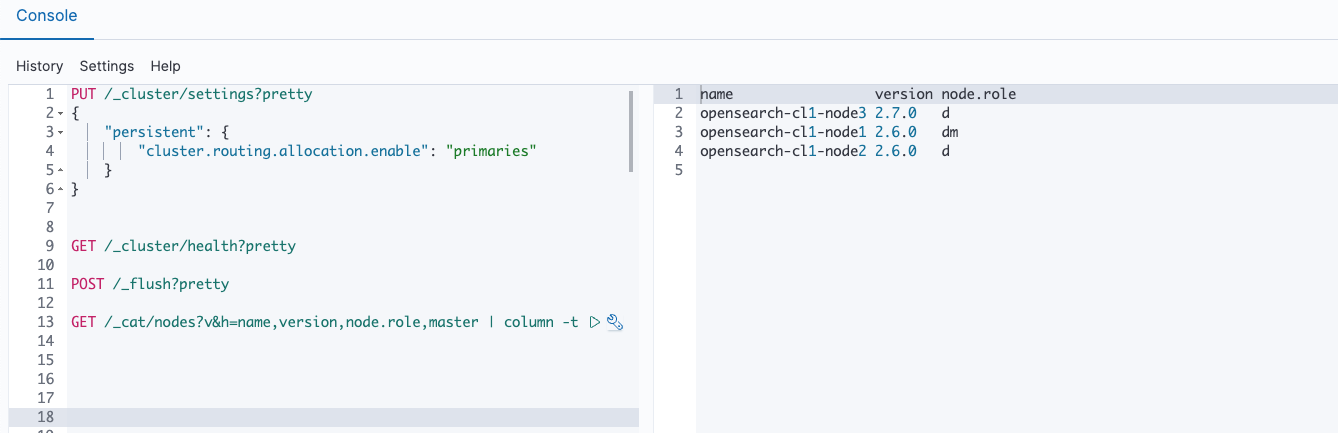 Console
History Settings Help
1 PUT /_cluster/settings?pretty
2 {
3 "persistent": {
4 "cluster.routing.allocation.enable": "primaries"
5 }
6 }
7
8
9 GET /_cluster/health?pretty
10
11 POST /_flush?pretty
12
13 GET /_cat/nodes?v&h=name,version,node.role,master | column -t
14
15
16
17
18
1 name version node.role
2 opensearch-cl1-node3 2.7.0 d
3 opensearch-cl1-node1 2.6.0 dm
4 opensearch-cl1-node2 2.6.0 d
5